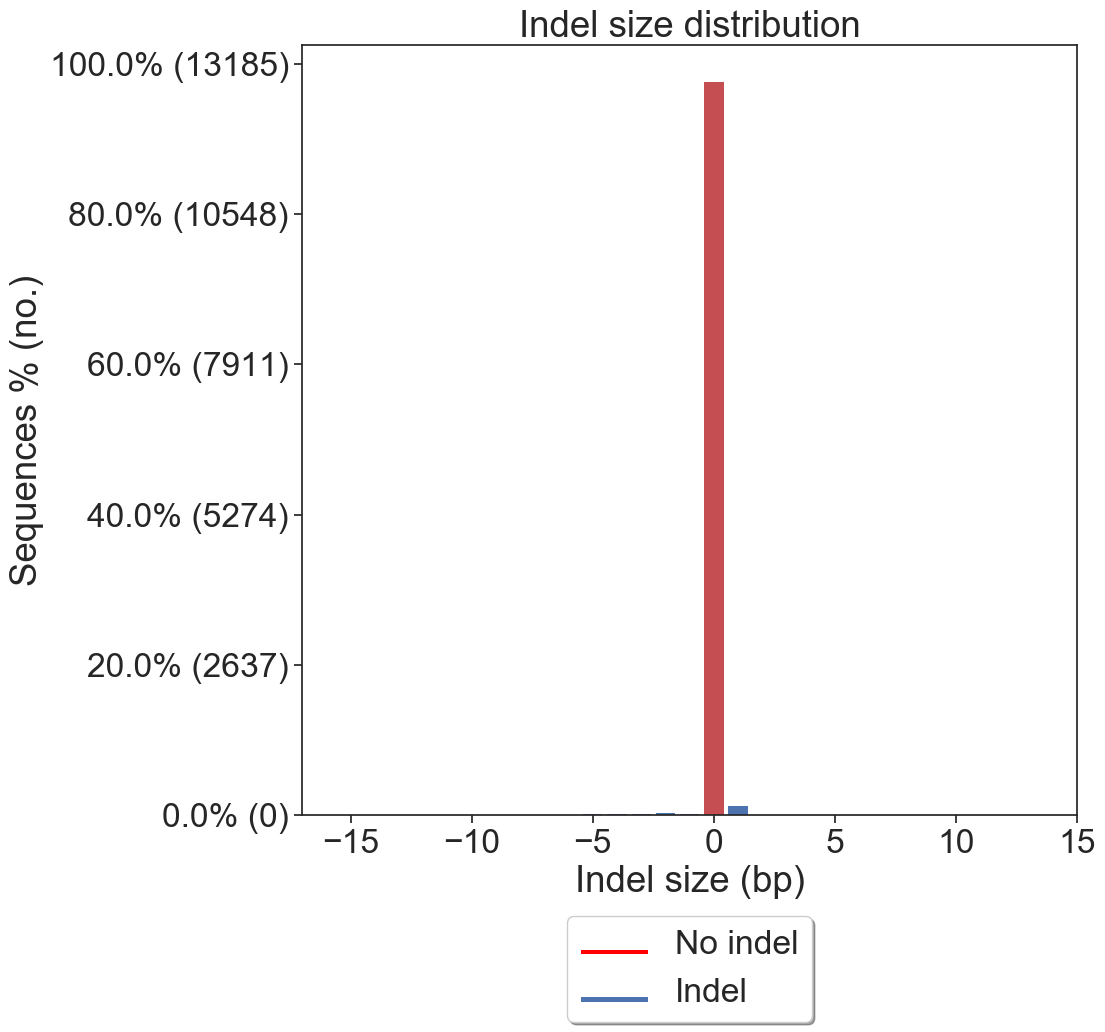 Indel size distribution
100.0% (13185)
80.0% (10548)
60.0% (7911)
40.0% (5274)
20.0% (2637)
0.0% (0)
Sequences % (no.)
−15 −10 −5 0 5 10 15
Indel size (bp)
No indel
Indel